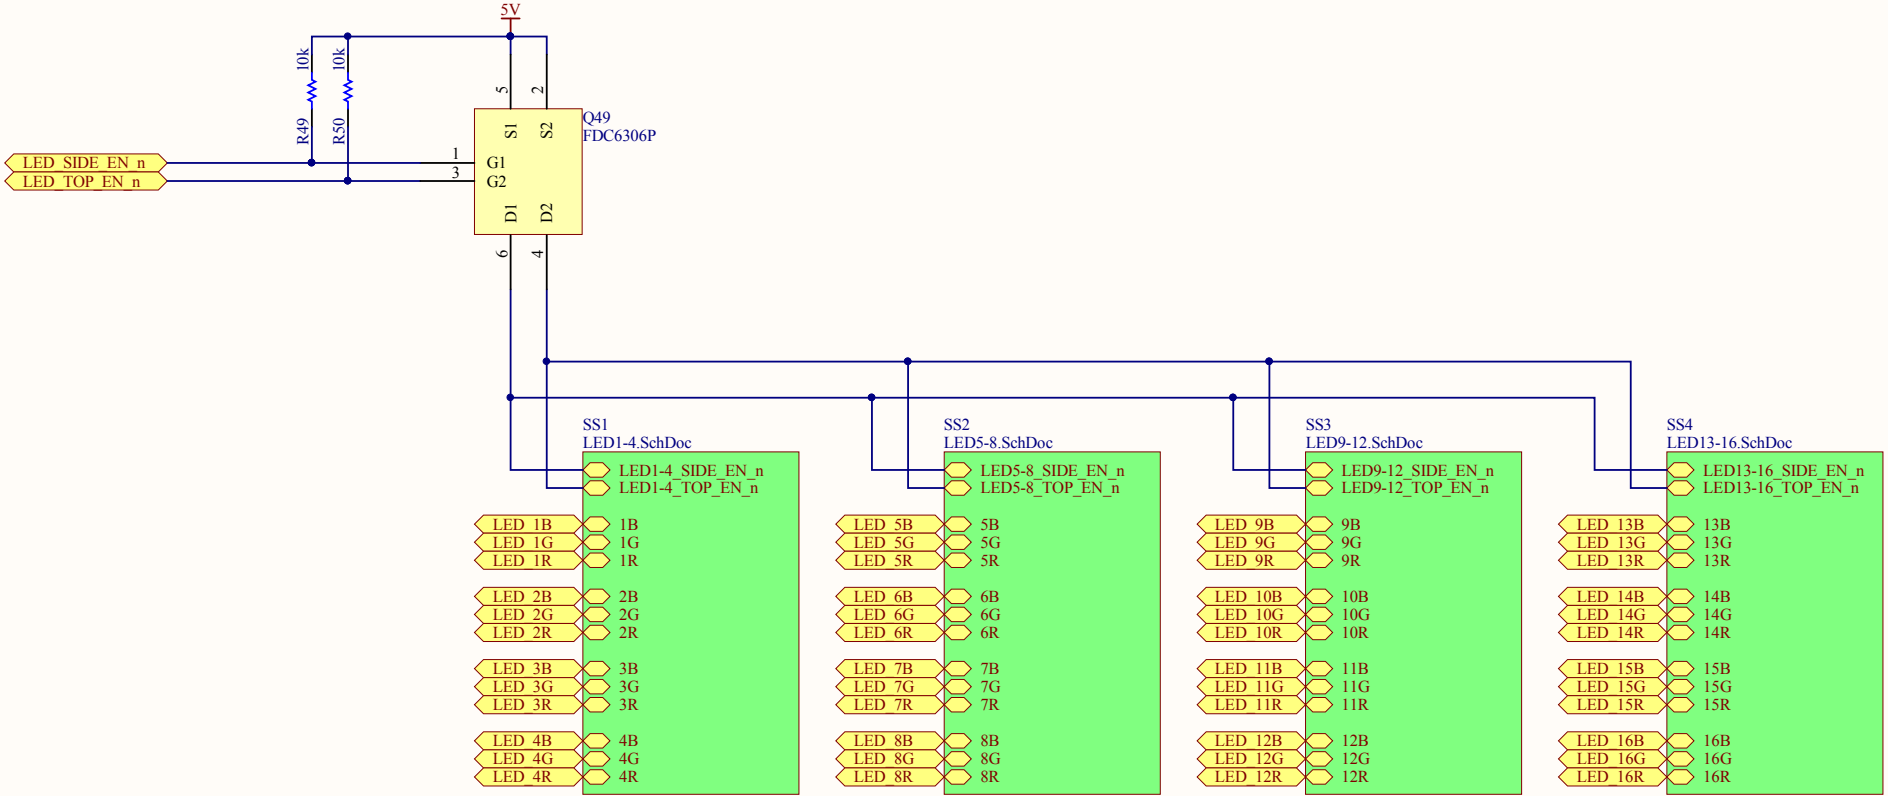 5V
10k
10k
R49
R50
5
2
S1
S2
Q49
FDC6306P
LED_SIDE_EN_n
LED_TOP_EN_n
1
3
G1
G2
D1
D2
6
4
SS1
LED1-4.SchDoc
LED1-4_SIDE_EN_n
LED1-4_TOP_EN_n
LED_1B 1B
LED_1G 1G
LED_1R 1R
LED_2B 2B
LED_2G 2G
LED_2R 2R
LED_3B 3B
LED_3G 3G
LED_3R 3R
LED_4B 4B
LED_4G 4G
LED_4R 4R
SS2
LED5-8.SchDoc
LED5-8_SIDE_EN_n
LED5-8_TOP_EN_n
LED_5B 5B
LED_5G 5G
LED_5R 5R
LED_6B 6B
LED_6G 6G
LED_6R 6R
LED_7B 7B
LED_7G 7G
LED_7R 7R
LED_8B 8B
LED_8G 8G
LED_8R 8R
SS3
LED9-12.SchDoc
LED9-12_SIDE_EN_n
LED9-12_TOP_EN_n
LED_9B 9B
LED_9G 9G
LED_9R 9R
LED_10B 10B
LED_10G 10G
LED_10R 10R
LED_11B 11B
LED_11G 11G
LED_11R 11R
LED_12B 12B
LED_12G 12G
LED_12R 12R
SS4
LED13-16.SchDoc
LED13-16_SIDE_EN_n
LED13-16_TOP_EN_n
LED_13B 13B
LED_13G 13G
LED_13R 13R
LED_14B 14B
LED_14G 14G
LED_14R 14R
LED_15B 15B
LED_15G 15G
LED_15R 15R
LED_16B 16B
LED_16G 16G
LED_16R 16R